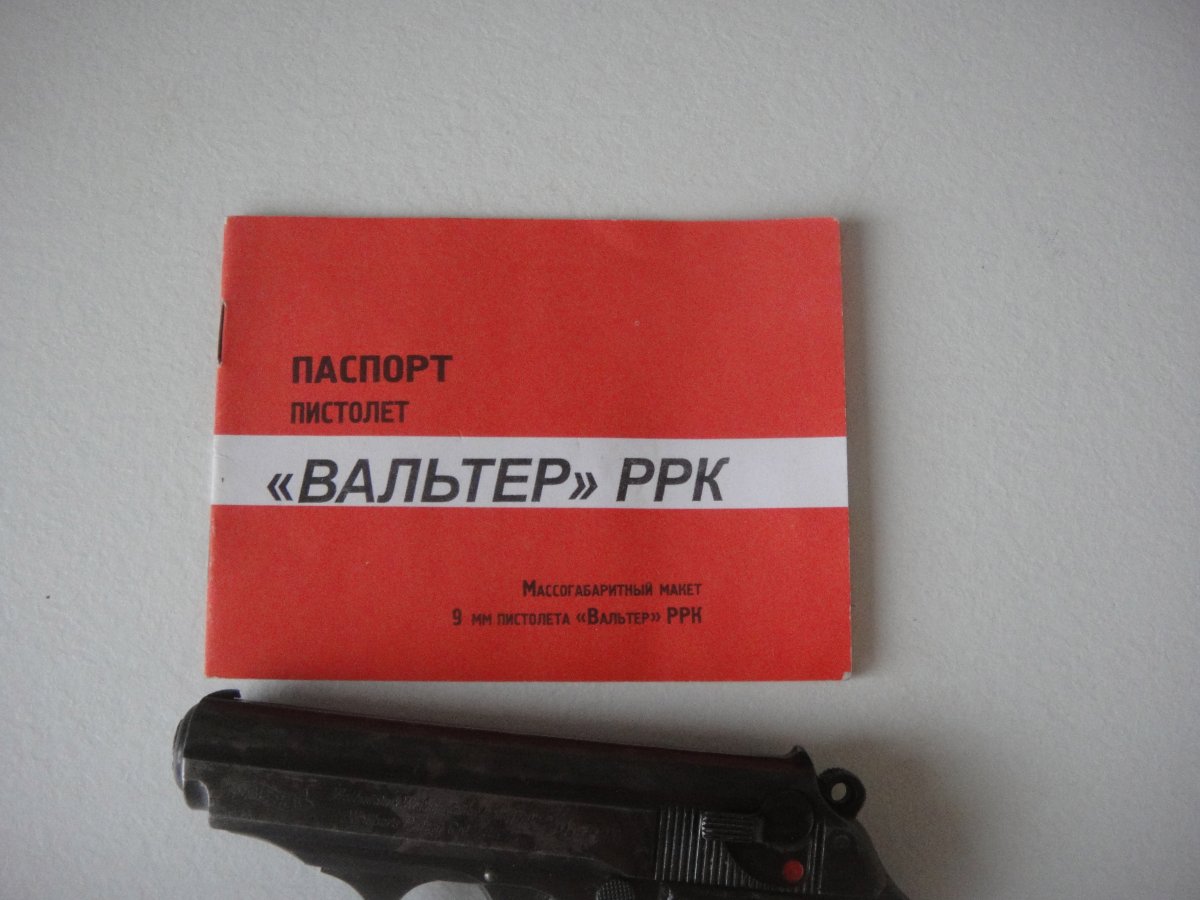 ПАСПОРТ
ПИСТОЛЕТ
«ВАЛЬТЕР» РРК
Массогабаритный макет
9 мм пистолета «Вальтер» РРК